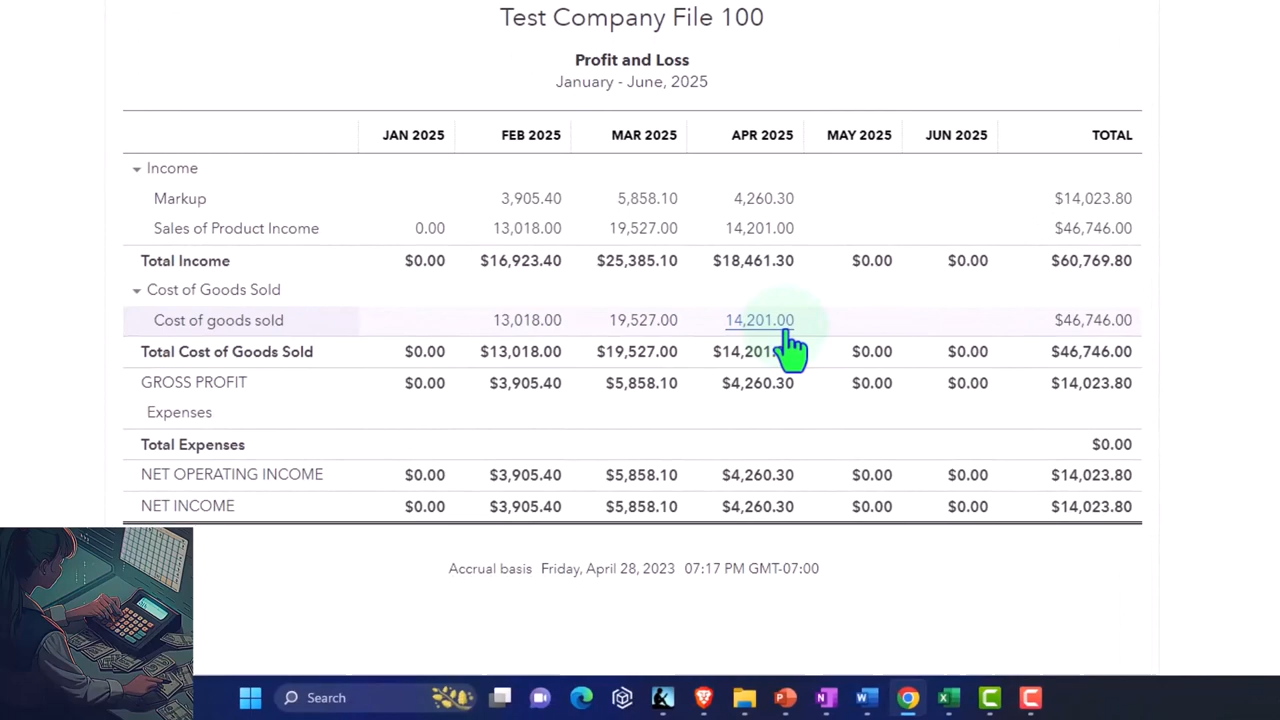 Test Company File 100
Profit and Loss
January - June, 2025
JAN 2025 FEB 2025 MAR 2025 APR 2025 MAY 2025 JUN 2025 TOTAL
Income
Markup 3,905.40 5,858.10 4,260.30 $14,023.80
Sales of Product Income 0.00 13,018.00 19,527.00 14,201.00 $46,746.00
Total Income $0.00 $16,923.40 $25,385.10 $18,461.30 $0.00 $0.00 $60,769.80
Cost of Goods Sold
Cost of goods sold 13,018.00 19,527.00 14,201.00 $46,746.00
Total Cost of Goods Sold $0.00 $13,018.00 $19,527.00 $0.00 $0.00 $46,746.00
GROSS PROFIT $0.00 $3,905.40 $5,858.10 $4,260.30 $0.00 $0.00 $14,023.80
Expenses
Total Expenses $0.00
NET OPERATING INCOME $0.00 $3,905.40 $5,858.10 $4,260.30 $0.00 $0.00 $14,023.80
NET INCOME $0.00 $3,905.40 $5,858.10 $4,260.30 $0.00 $0.00 $14,023.80
Accrual basis Friday, April 28, 2023 07:17 PM GMT-07:00
Search